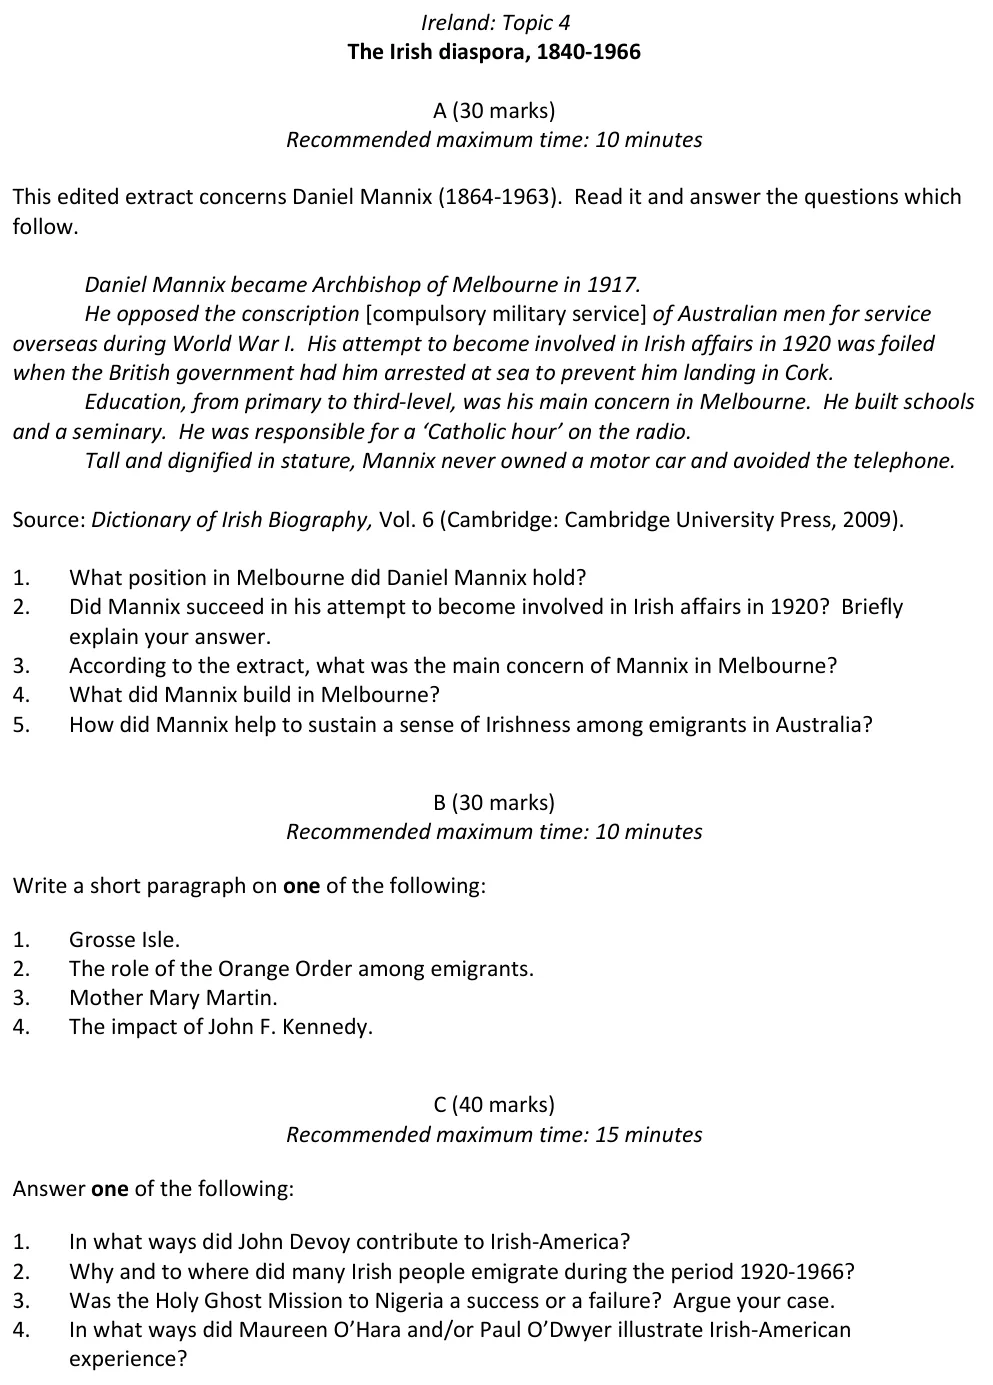 Ireland: Topic 4
The Irish diaspora, 1840-1966
A (30 marks)
Recommended maximum time: 10 minutes
This edited extract concerns Daniel Mannix (1864-1963).  Read it and answer the questions which
follow.
Daniel Mannix became Archbishop of Melbourne in 1917.
He opposed the conscription [compulsory military service] of Australian men for service
overseas during World War I.  His attempt to become involved in Irish affairs in 1920 was foiled
when the British government had him arrested at sea to prevent him landing in Cork.
Education, from primary to third-level, was his main concern in Melbourne.  He built schools
and a seminary.  He was responsible for a ‘Catholic hour’ on the radio.
Tall and dignified in stature, Mannix never owned a motor car and avoided the telephone.
Source: Dictionary of Irish Biography, Vol. 6 (Cambridge: Cambridge University Press, 2009).
1. What position in Melbourne did Daniel Mannix hold?
2. Did Mannix succeed in his attempt to become involved in Irish affairs in 1920?  Briefly
explain your answer.
3. According to the extract, what was the main concern of Mannix in Melbourne?
4. What did Mannix build in Melbourne?
5. How did Mannix help to sustain a sense of Irishness among emigrants in Australia?
B (30 marks)
Recommended maximum time: 10 minutes
Write a short paragraph on one of the following:
1. Grosse Isle.
2. The role of the Orange Order among emigrants.
3. Mother Mary Martin.
4. The impact of John F. Kennedy.
C (40 marks)
Recommended maximum time: 15 minutes
Answer one of the following:
1. In what ways did John Devoy contribute to Irish-America?
2. Why and to where did many Irish people emigrate during the period 1920-1966?
3. Was the Holy Ghost Mission to Nigeria a success or a failure?  Argue your case.
4. In what ways did Maureen O’Hara and/or Paul O’Dwyer illustrate Irish-American
experience?